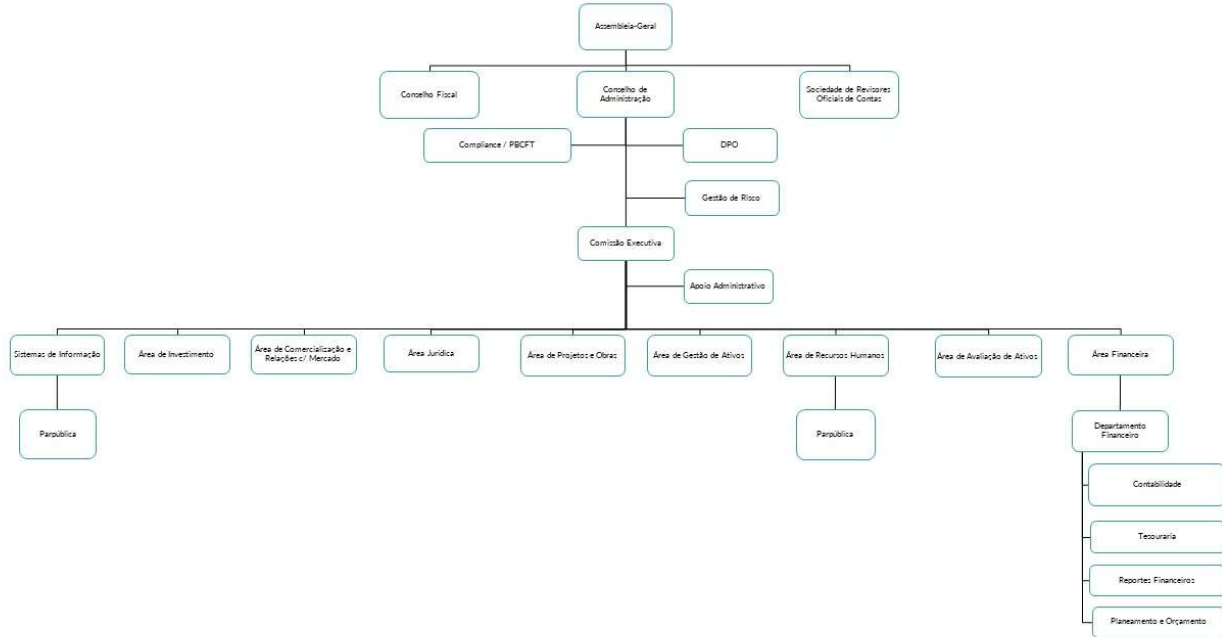 Assembleia-Geral
Conselho Fiscal
Conselho de
Administração
Sociedade de Revisores
Oficiais de Contas
Compliance / PBCFT
DPO
Gestão de Risco
Comissão Executiva
Apoio Administrativo
Sistemas de Informação
Área de Investimento
Área de Comercialização e
Relações c/ Mercado
Área Jurídica
Área de Projetos e Obras
Área de Gestão de Ativos
Área de Recursos Humanos
Área de Avaliação de Ativos
Área Financeira
Parpública
Parpública
Departamento
Financeiro
Contabilidade
Tesouraria
Reportes Financeiros
Planeamento e Orçamento